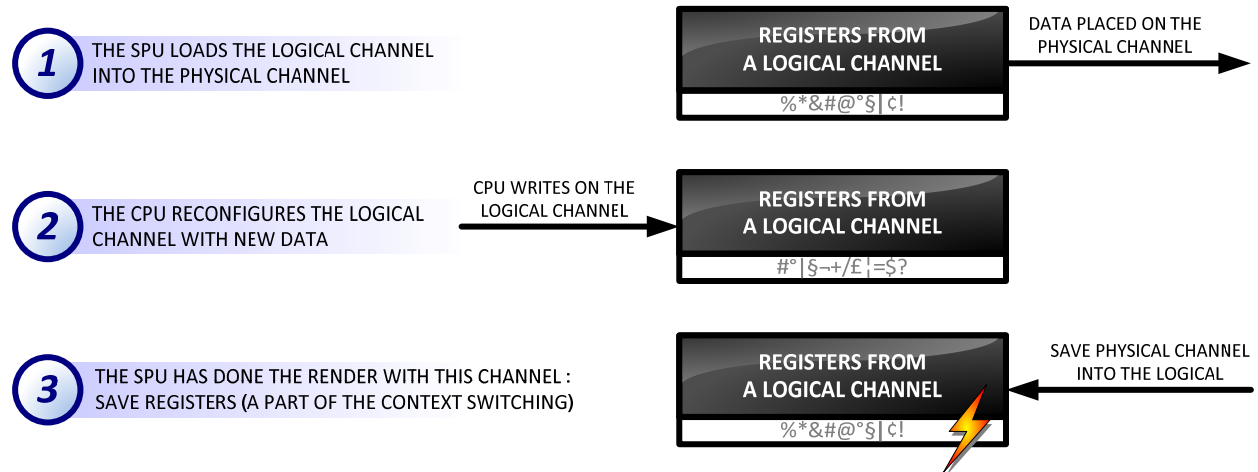 1
THE SPU LOADS THE LOGICAL CHANNEL
INTO THE PHYSICAL CHANNEL
REGISTERS FROM
A LOGICAL CHANNEL
%*&#@°§|¢!
DATA PLACED ON THE
PHYSICAL CHANNEL
2
THE CPU RECONFIGURES THE LOGICAL
CHANNEL WITH NEW DATA
CPU WRITES ON THE
LOGICAL CHANNEL
REGISTERS FROM
A LOGICAL CHANNEL
#°|§¬+/£¦=$?
3
THE SPU HAS DONE THE RENDER WITH THIS CHANNEL :
SAVE REGISTERS (A PART OF THE CONTEXT SWITCHING)
REGISTERS FROM
A LOGICAL CHANNEL
%*&#@°§|¢!
SAVE PHYSICAL CHANNEL
INTO THE LOGICAL